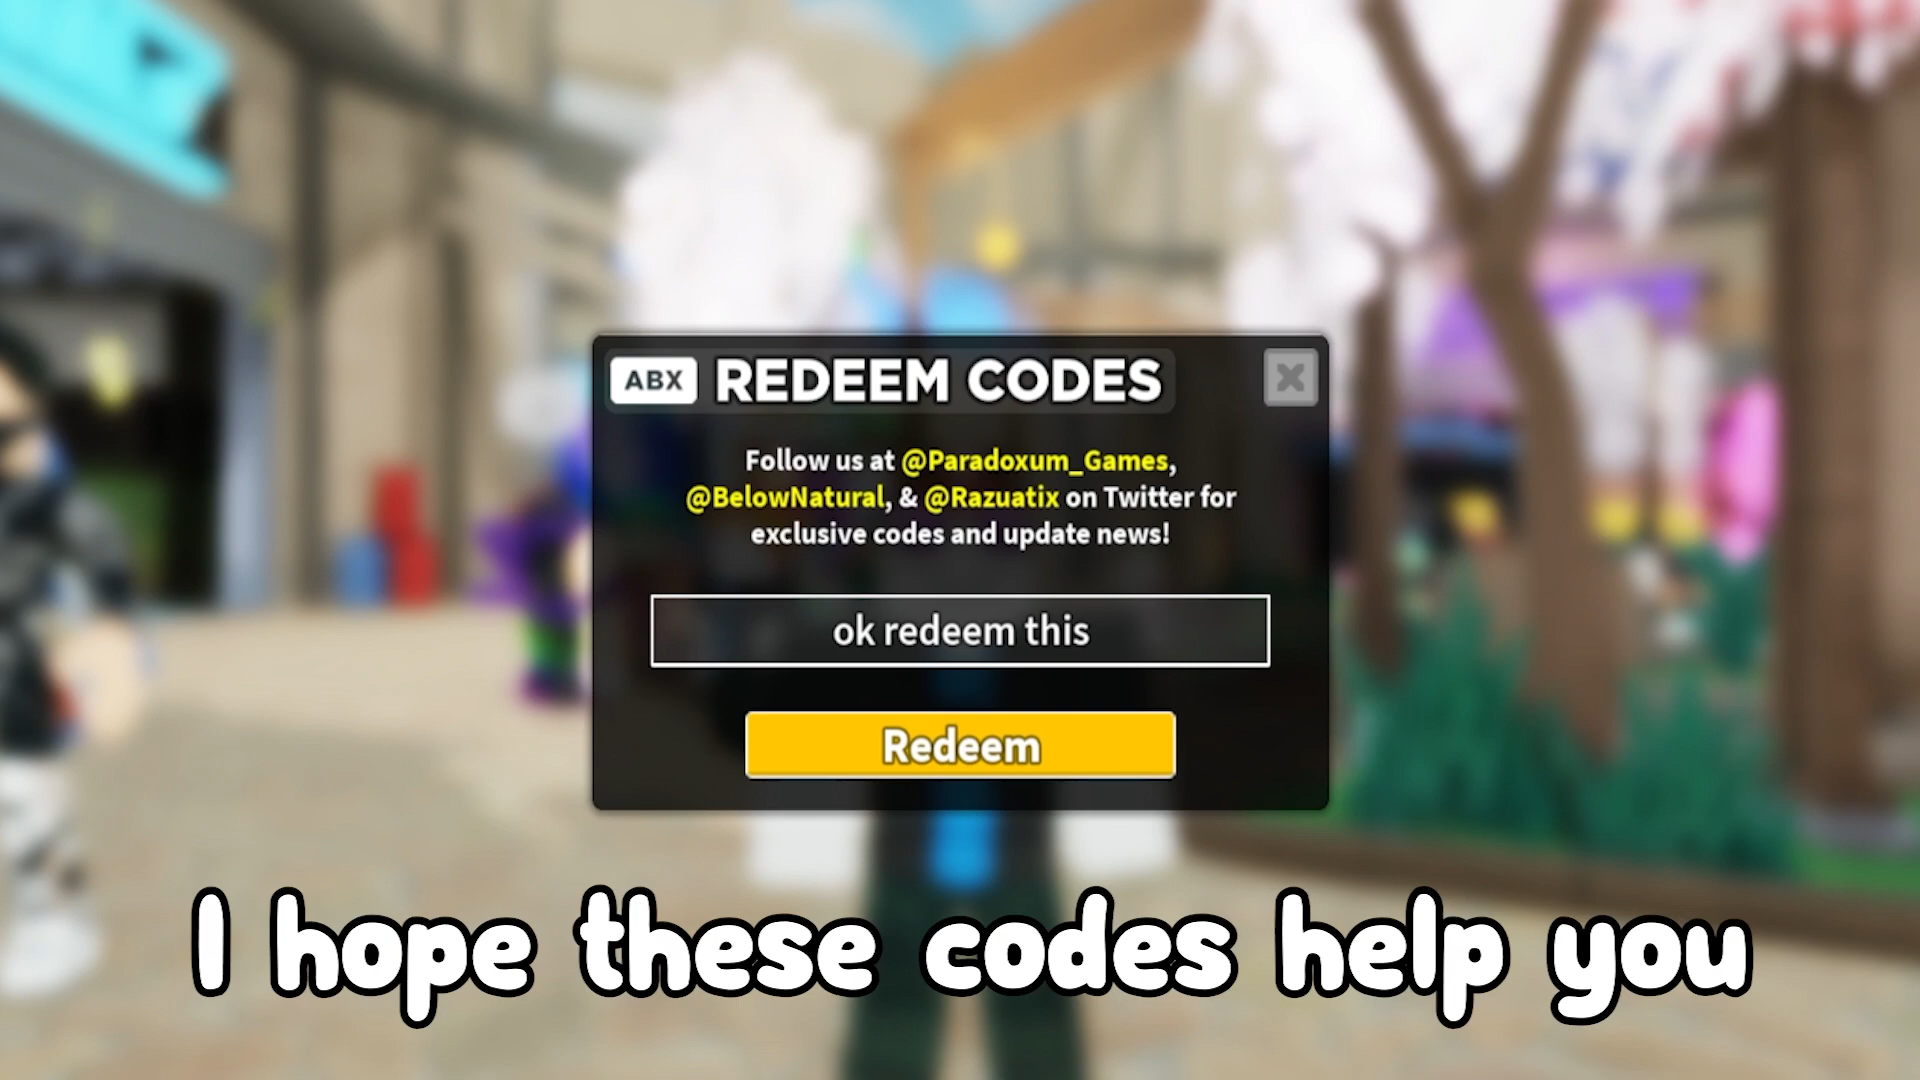 ABX REDEEM CODES
X
Follow us at @Paradoxum_Games,
@BelowNatural, & @Razuatix on Twitter for
exclusive codes and update news!
ok redeem this
Redeem
I hope these codes help you